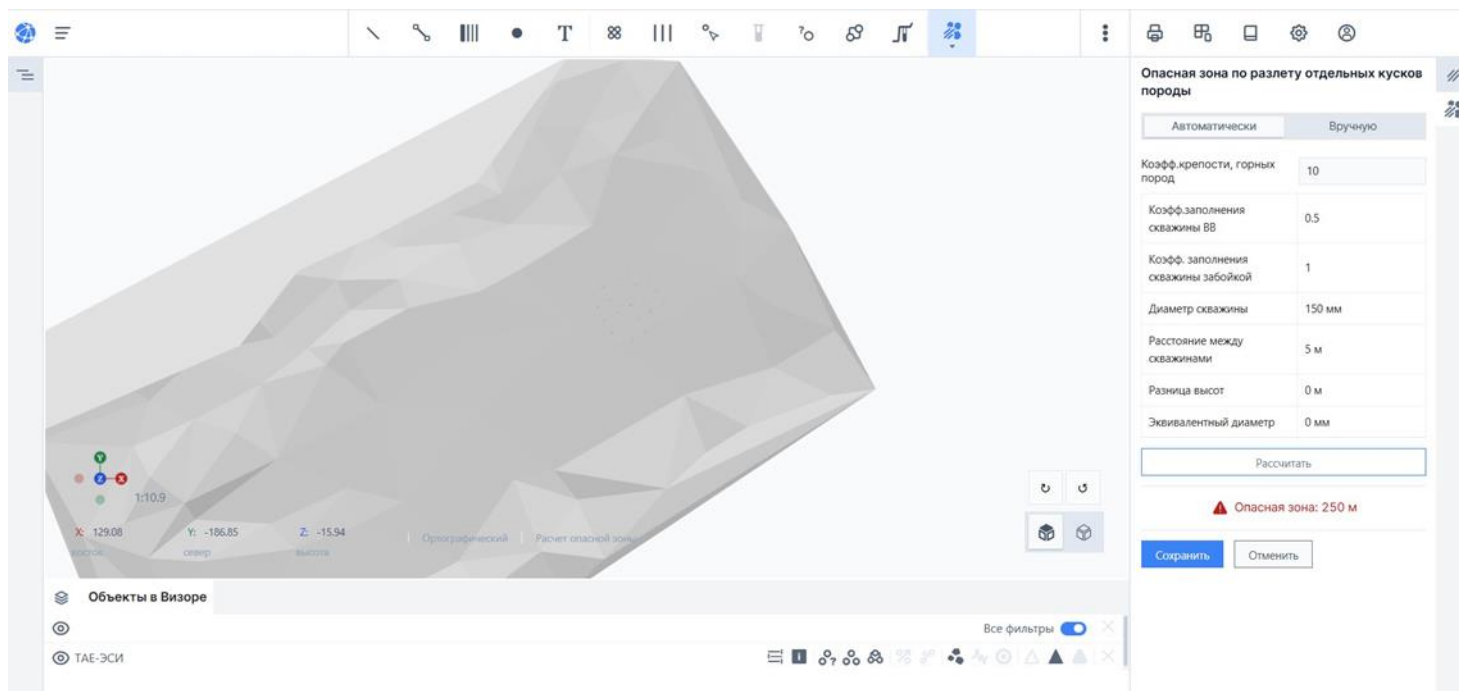 T
Опасная зона по разлету отдельных кусков
породы
Автоматически
Вручную
Коэфф.крепости, горных
пород
10
Коэфф.заполнения
скважины ВВ
0.5
Коэфф. заполнения
скважины забойкой
1
Диаметр скважины
150 мм
Расстояние между
скважинами
5 м
Разница высот
0 м
Эквивалентный диаметр
0 мм
Рассчитать
Опасная зона: 250 м
Сохранить
Отменить
Y
Z
X
1:10.9
X: 129.08
Y: -186.85
Z: -15.94
восток
север
высота
Ортографический
Расчет опасной зоны
Объекты в Визоре
Все фильтры
ТАЕ-ЭСИ